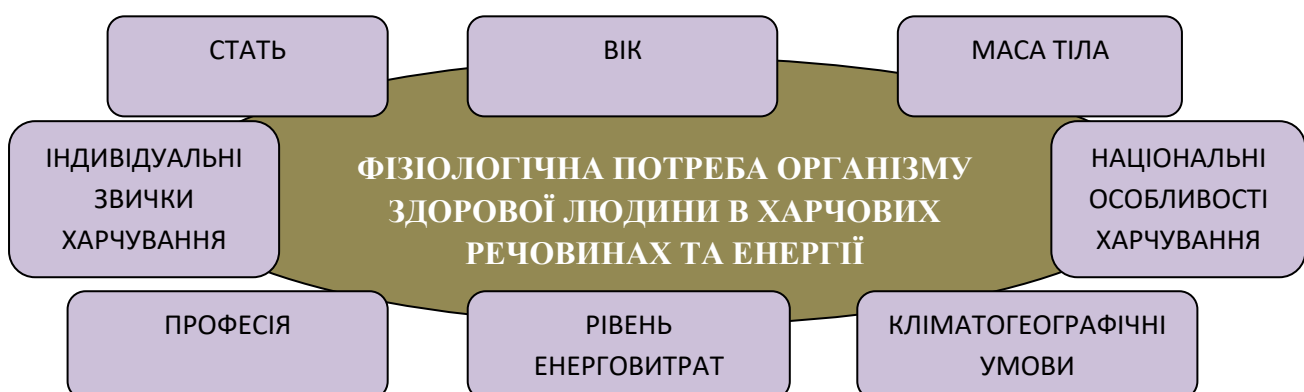 СТАТЬ
ВІК
МАСА ТІЛА
ІНДИВІДУАЛЬНІ
ЗВИЧКИ
ХАРЧУВАННЯ
ФІЗІОЛОГІЧНА ПОТРЕБА ОРГАНІЗМУ
ЗДОРОВОЇ ЛЮДИНИ В ХАРЧОВИХ
РЕЧОВИНАХ ТА ЕНЕРГІЇ
НАЦІОНАЛЬНІ
ОСОБЛИВОСТІ
ХАРЧУВАННЯ
ПРОФЕСІЯ
РІВЕНЬ
ЕНЕРГОВИТРАТ
КЛІМАТОГЕОГРАФІЧНІ
УМОВИ